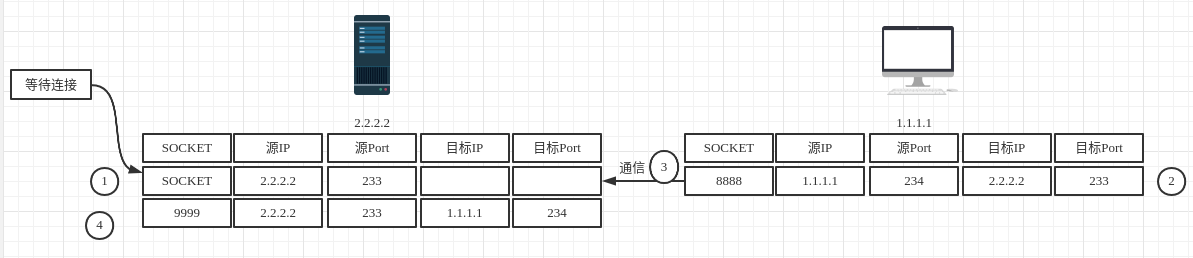 等待连接
2.2.2.2
1.1.1.1
SOCKET 源IP 源Port 目标IP 目标Port
SOCKET 源IP 源Port 目标IP 目标Port
通信 3
1 SOCKET 2.2.2.2 233
8888 1.1.1.1 234 2.2.2.2 233 2
4 9999 2.2.2.2 233 1.1.1.1 234